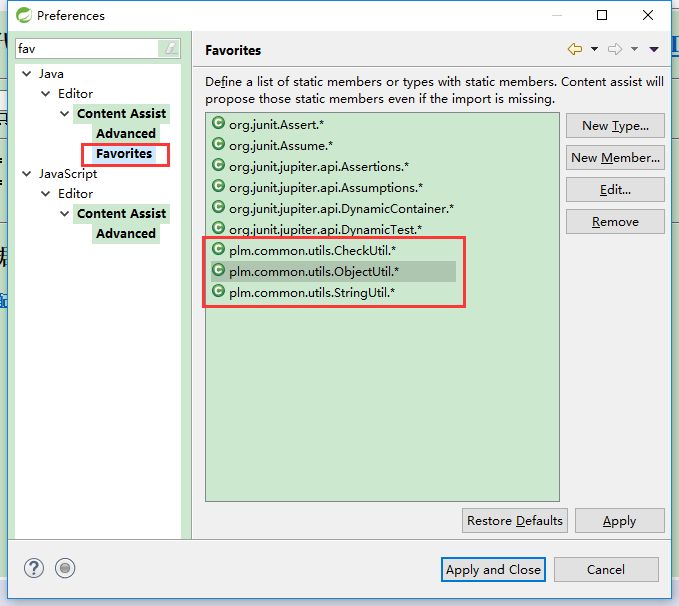 Preferences
fav
Java
Editor
Content Assist
Advanced
Favorites
JavaScript
Editor
Content Assist
Advanced
Favorites
Define a list of static members or types with static members. Content assist will
propose those static members even if the import is missing.
org.junit.Assert.*
org.junit.Assume.*
org.junit.jupiter.api.Assertions.*
org.junit.jupiter.api.Assumptions.*
org.junit.jupiter.api.DynamicContainer.*
org.junit.jupiter.api.DynamicTest.*
plm.common.utils.CheckUtil.*
plm.common.utils.ObjectUtil.*
plm.common.utils.StringUtil.*
New Type...
New Member...
Edit...
Remove
Restore Defaults
Apply
Apply and Close
Cancel